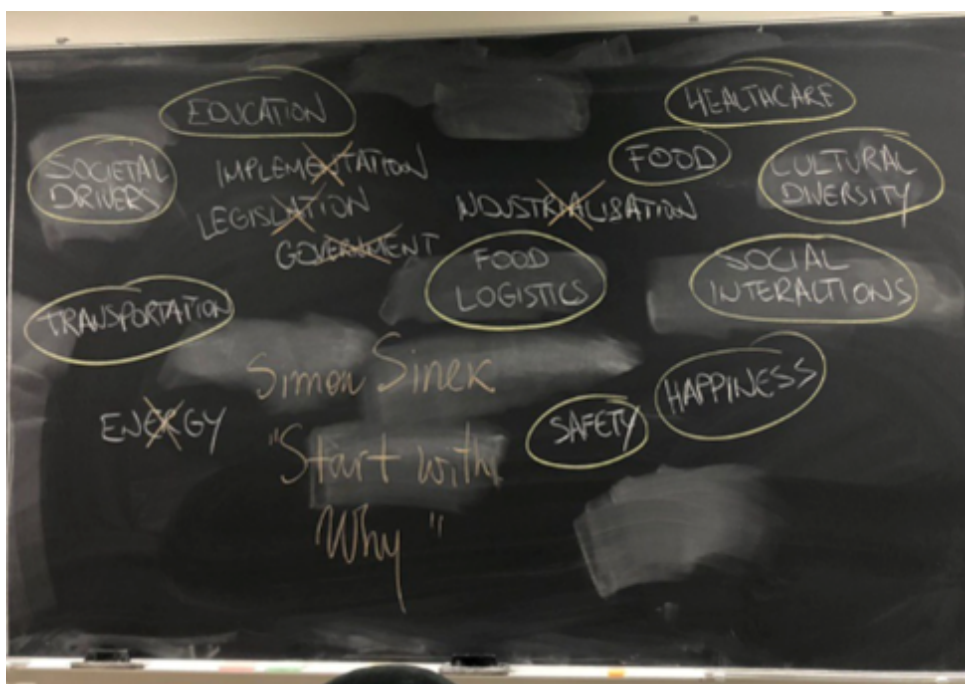 EDUCATION
HEALTHCARE
SOCIETAL
DRIVERS
IMPLEMENTATION
FOOD
CULTURAL
DIVERSITY
LEGISLATION
INDUSTRIALISATION
GOVERNMENT
FOOD
LOGISTICS
SOCIAL
INTERACTIONS
TRANSPORTATION
Simon Sinek
HAPPINESS
ENERGY
SAFETY
"Start with
Why"